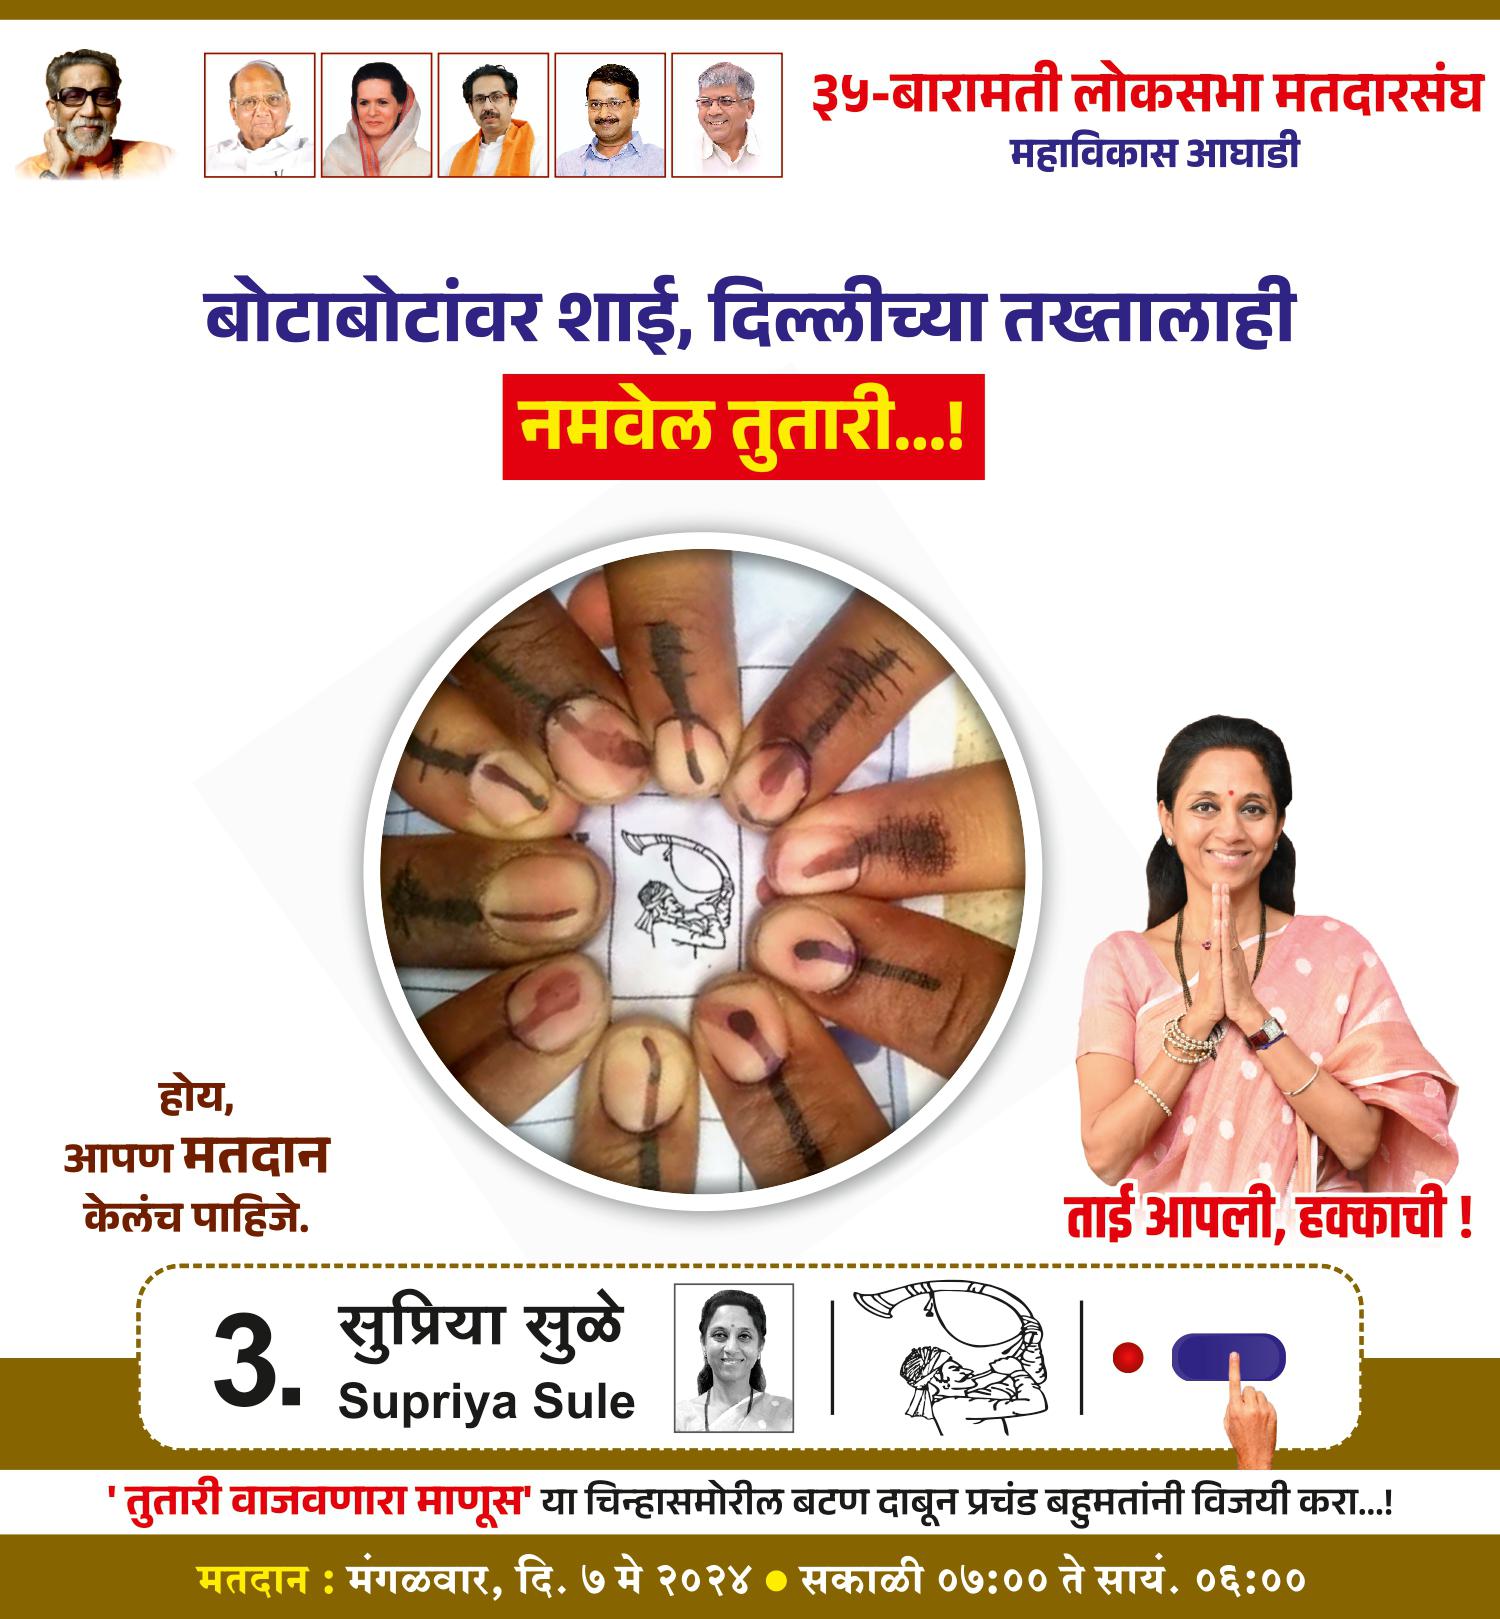 ३५-बारामती लोकसभा मतदारसंघ
महाविकास आघाडी
बोटाबोटांवर शाई, दिल्लीच्या तख्तालाही
नमवेल तुतारी...!
होय,
आपण मतदान
केलंच पाहिजे.
ताई आपली, हक्काची !
3. सुप्रिया सुळे
Supriya Sule
' तुतारी वाजवणारा माणूस' या चिन्हासमोरील बटण दाबून प्रचंड बहुमतांनी विजयी करा...!
मतदान : मंगळवार, दि. ७ मे २०२४ ● सकाळी ०७:०० ते सायं. ०६:००